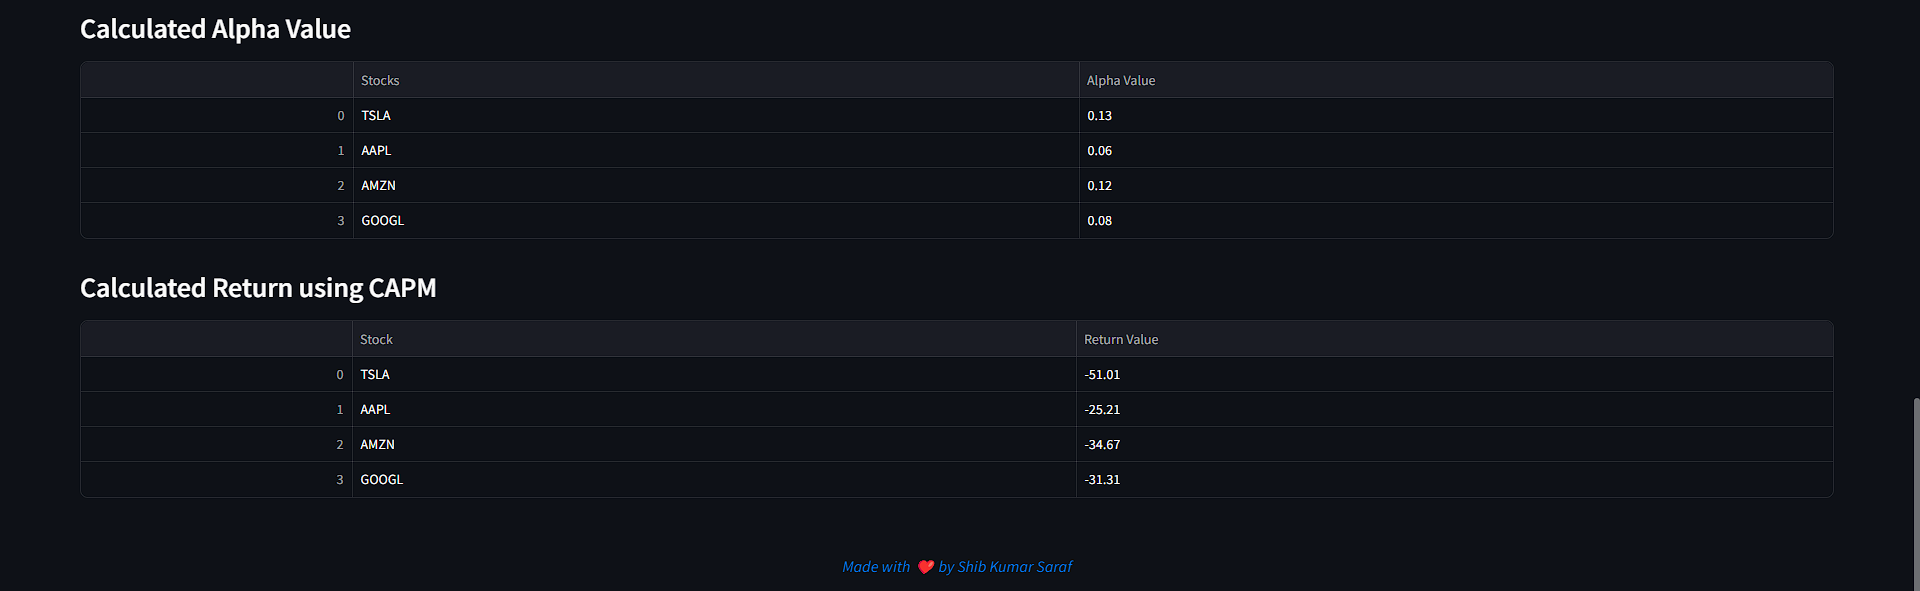 Calculated Alpha Value
Stocks Alpha Value
0 TSLA 0.13
1 AAPL 0.06
2 AMZN 0.12
3 GOOGL 0.08
Calculated Return using CAPM
Stock Return Value
0 TSLA -51.01
1 AAPL -25.21
2 AMZN -34.67
3 GOOGL -31.31
Made with ❤️ by Shib Kumar Saraf